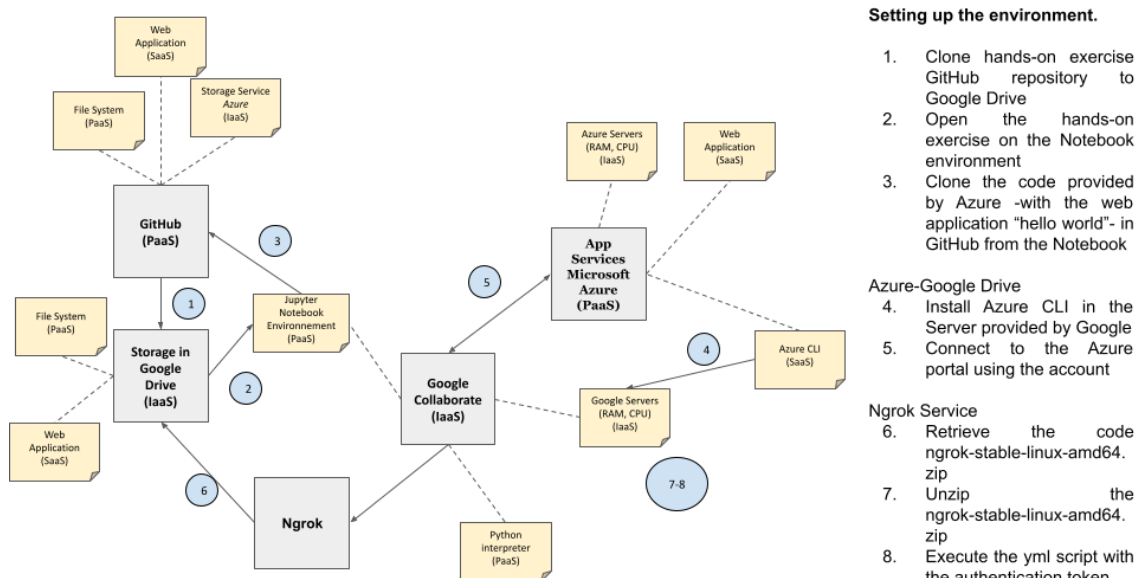 Web
Application
(SaaS)
Storage Service
Azure
(IaaS)
File System
(PaaS)
GitHub
(PaaS)
3
1
File System
(PaaS)
Jupyter
Notebook
Environnement
(PaaS)
Storage in
Google
Drive
(IaaS)
2
Web
Application
(SaaS)
6
Ngrok
Azure Servers
(RAM, CPU)
(IaaS)
Web
Application
(SaaS)
App
Services
Microsoft
Azure
(PaaS)
5
4
Azure CLI
(SaaS)
Google
Collaborate
(IaaS)
Google Servers
(RAM, CPU)
(IaaS)
7-8
Python
interpreter
(PaaS)
Setting up the environment.
1. Clone hands-on exercise
GitHub repository to
Google Drive
2. Open the hands-on
exercise on the Notebook
environment
3. Clone the code provided
by Azure -with the web
application “hello world”- in
GitHub from the Notebook
Azure-Google Drive
4. Install Azure CLI in the
Server provided by Google
5. Connect to the Azure
portal using the account
Ngrok Service
6. Retrieve the code
ngrok-stable-linux-amd64.
zip
7. Unzip the
ngrok-stable-linux-amd64.
zip
8. Execute the yml script with
the authentication token